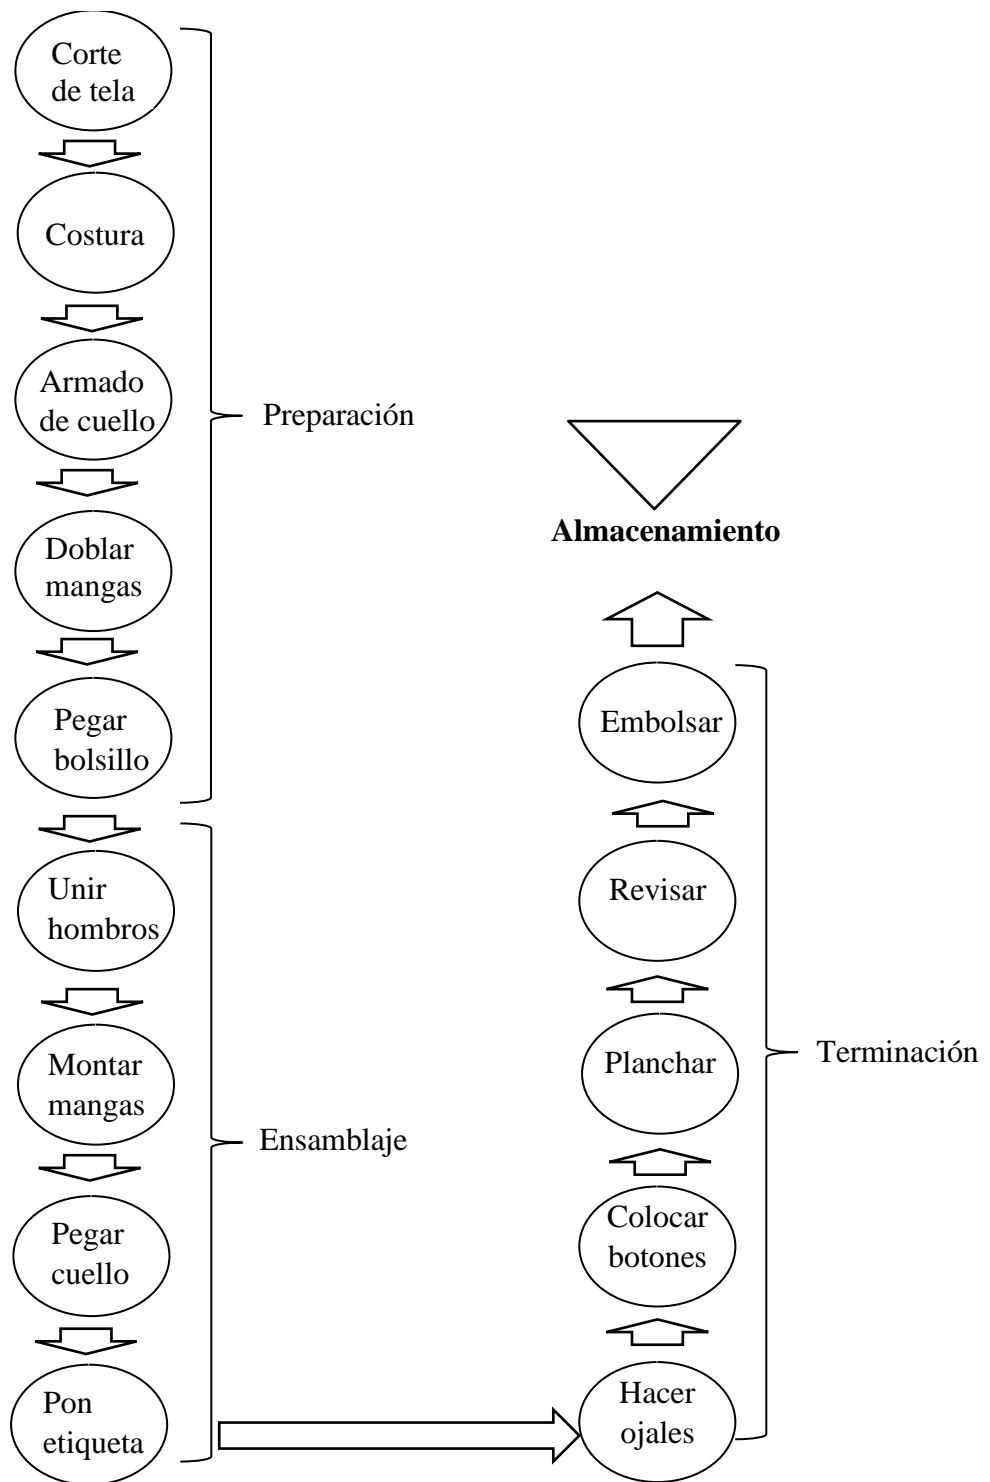 Corte
de tela
Costura
Armado
de cuello
Doblar
mangas
Pegar
bolsillo
Preparación
Unir
hombros
Montar
mangas
Pegar
cuello
Pon
etiqueta
Ensamblaje
Hacer
ojales
Colocar
botones
Planchar
Revisar
Embolsar
Terminación
Almacenamiento